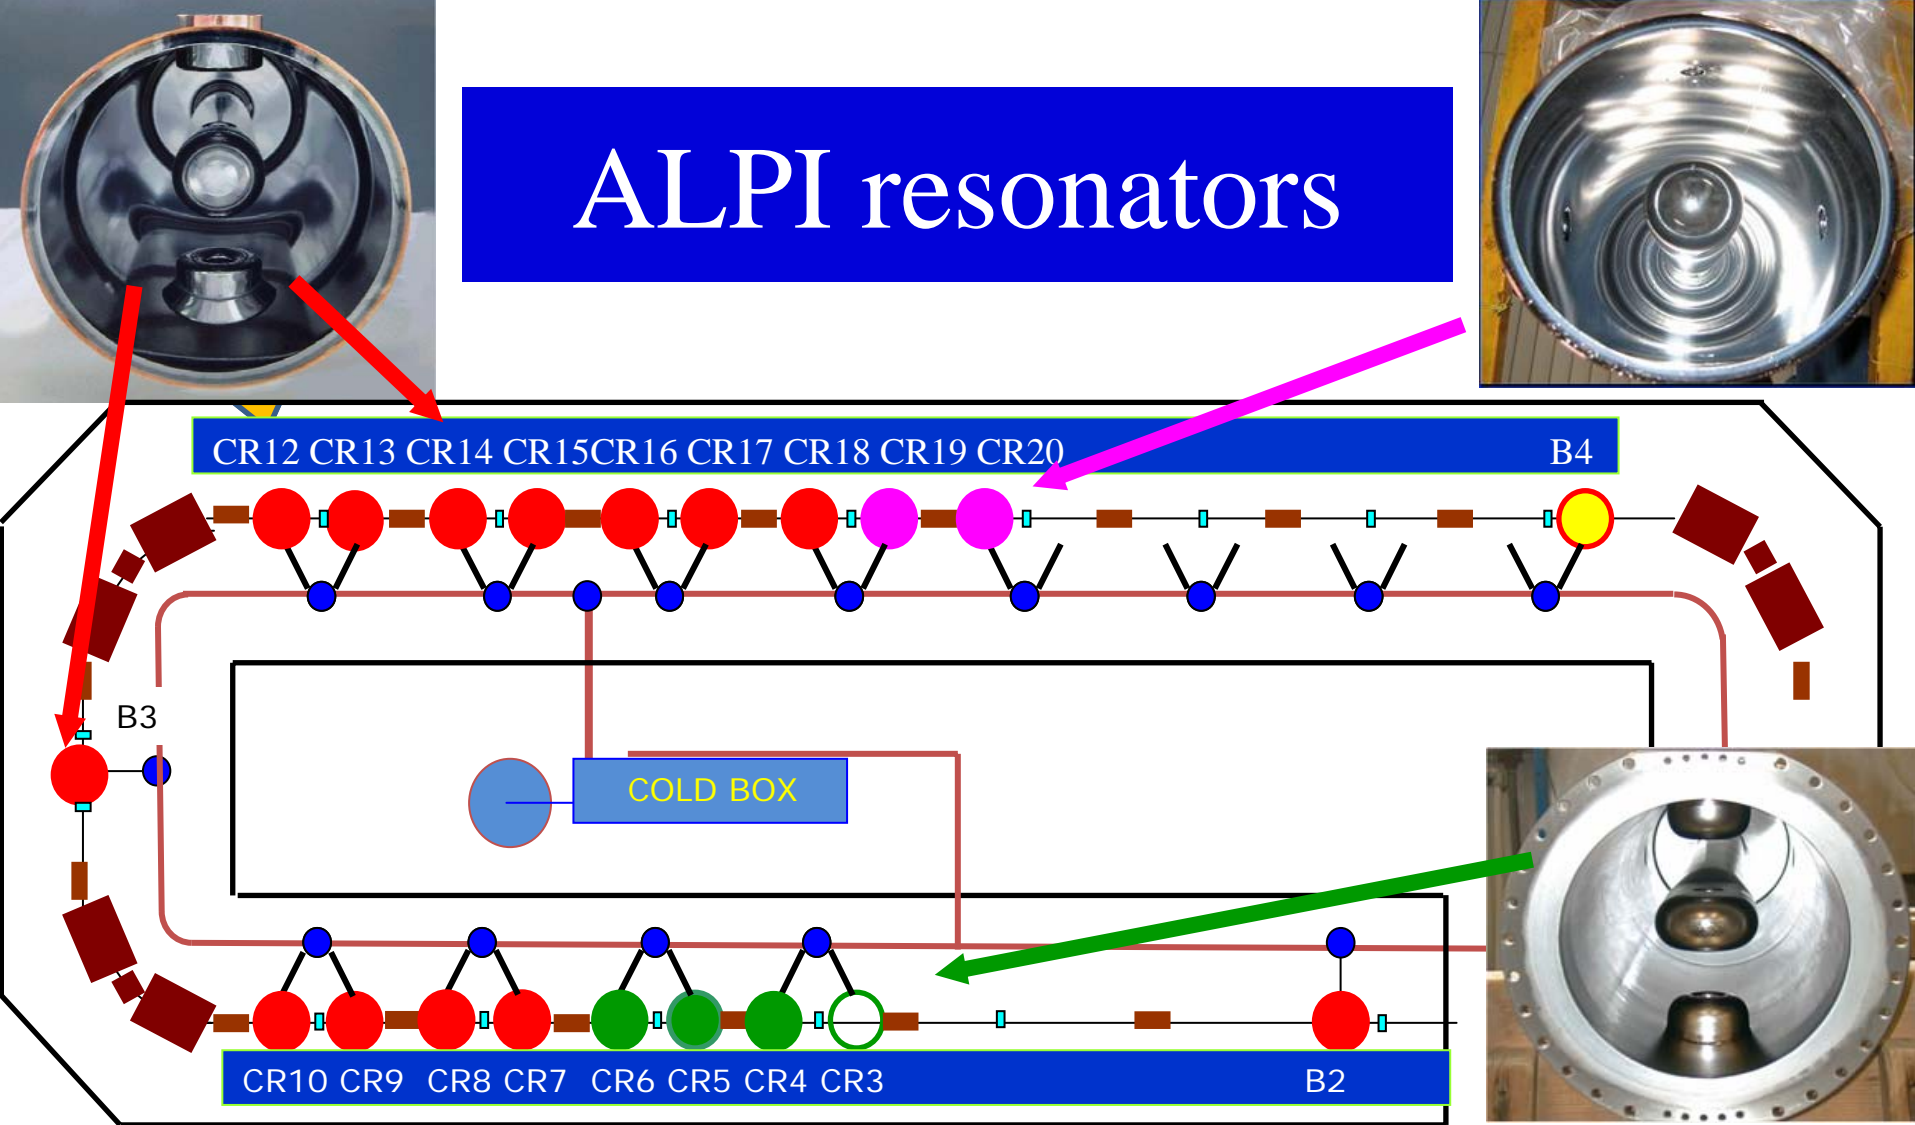 ALPI resonators
CR12 CR13 CR14 CR15CR16 CR17 CR18 CR19 CR20 B4
B3
COLD BOX
CR10 CR9 CR8 CR7 CR6 CR5 CR4 CR3 B2